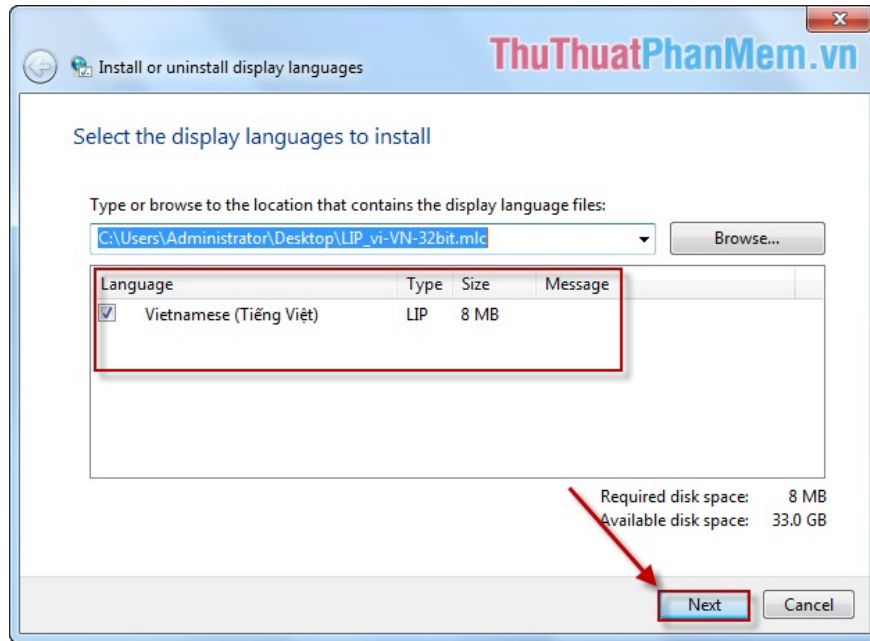 ThuThuatPhanMem.vn
Install or uninstall display languages
Select the display languages to install
Type or browse to the location that contains the display language files:
C:\Users\Administrator\Desktop\LIP_vi-VN-32bit.mlc Browse...
Language Type Size Message
Vietnamese (Tiếng Việt) LIP 8 MB
Required disk space: 8 MB
Available disk space: 33.0 GB
Next Cancel